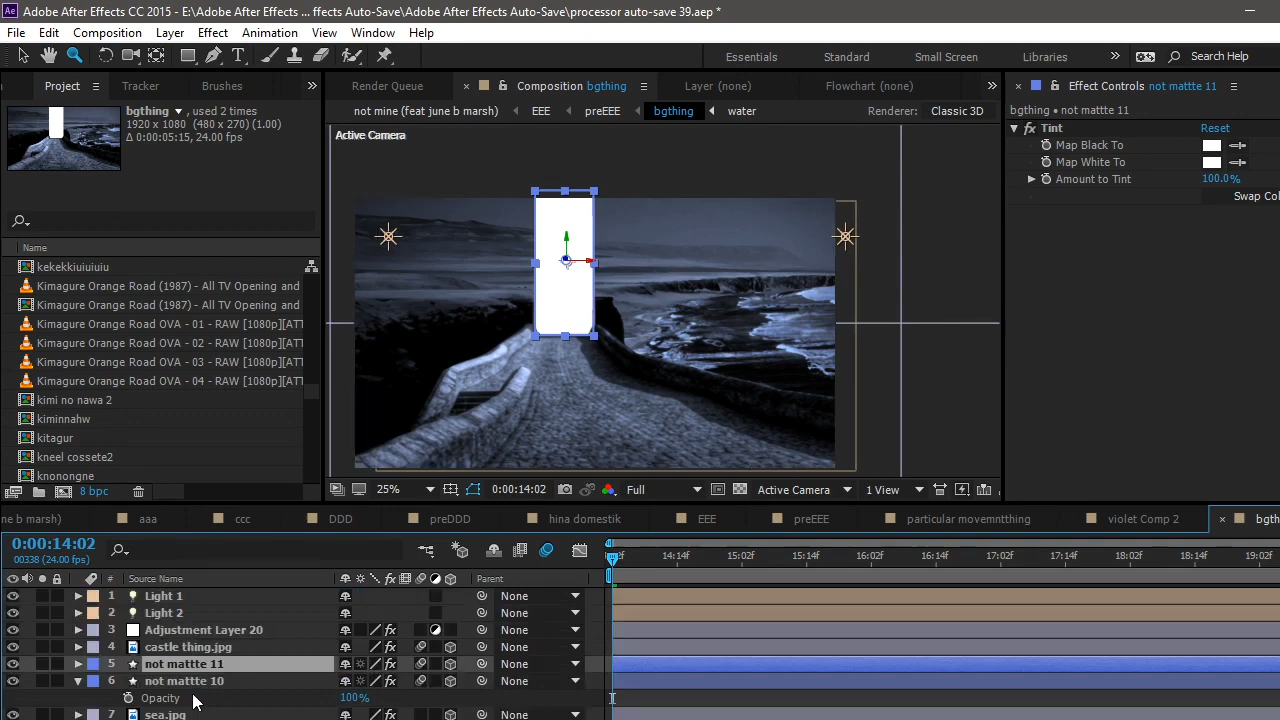 Ae Adobe After Effects CC 2015 - E:\Adobe After Effects ... ffects Auto-Save\Adobe After Effects Auto-Save\processor auto-save 39.aep *
File Edit Composition Layer Effect Animation View Window Help
T Essentials Standard Small Screen Libraries Search Help
Project Tracker Brushes Render Queue Composition bgthing Layer (none) Flowchart (none) Effect Controls not mattte 11
bgthing ▼ , used 2 times
1920 x 1080 (480 x 270) (1.00)
Δ 0:00:05:15, 24.00 fps
not mine (feat june b marsh) EEE preEEE bgthing water Renderer: Classic 3D
Active Camera
bgthing • not mattte 11
fx Tint Reset
Map Black To
Map White To
Amount to Tint 100.0%
Swap Col
Name
kekekkiuiuiuiu
Kimagure Orange Road (1987) - All TV Opening and
Kimagure Orange Road (1987) - All TV Opening and
Kimagure Orange Road OVA - 01 - RAW [1080p][ATT
Kimagure Orange Road OVA - 02 - RAW [1080p][ATT
Kimagure Orange Road OVA - 03 - RAW [1080p][ATT
Kimagure Orange Road OVA - 04 - RAW [1080p][ATT
kimi no nawa 2
kiminnahw
kitagur
kneel cossete2
knonongne
8 bpc
25% 0:00:14:02 Full Active Camera 1 View
ne b marsh) aaa ccc DDD preDDD hina domestik EEE preEEE particular movemntthing violet Comp 2 bgth
0:00:14:02
00338 (24.00 fps)
2f 14:14f 15:02f 15:14f 16:02f 16:14f 17:02f 17:14f 18:02f 18:14f 19:02f
# Source Name fx Parent
1 Light 1 None
2 Light 2 None
3 Adjustment Layer 20 fx None
4 castle thing.jpg fx None
5 not mattte 11 fx None
6 not mattte 10 fx None
Opacity 100%
7 sea.jpg None